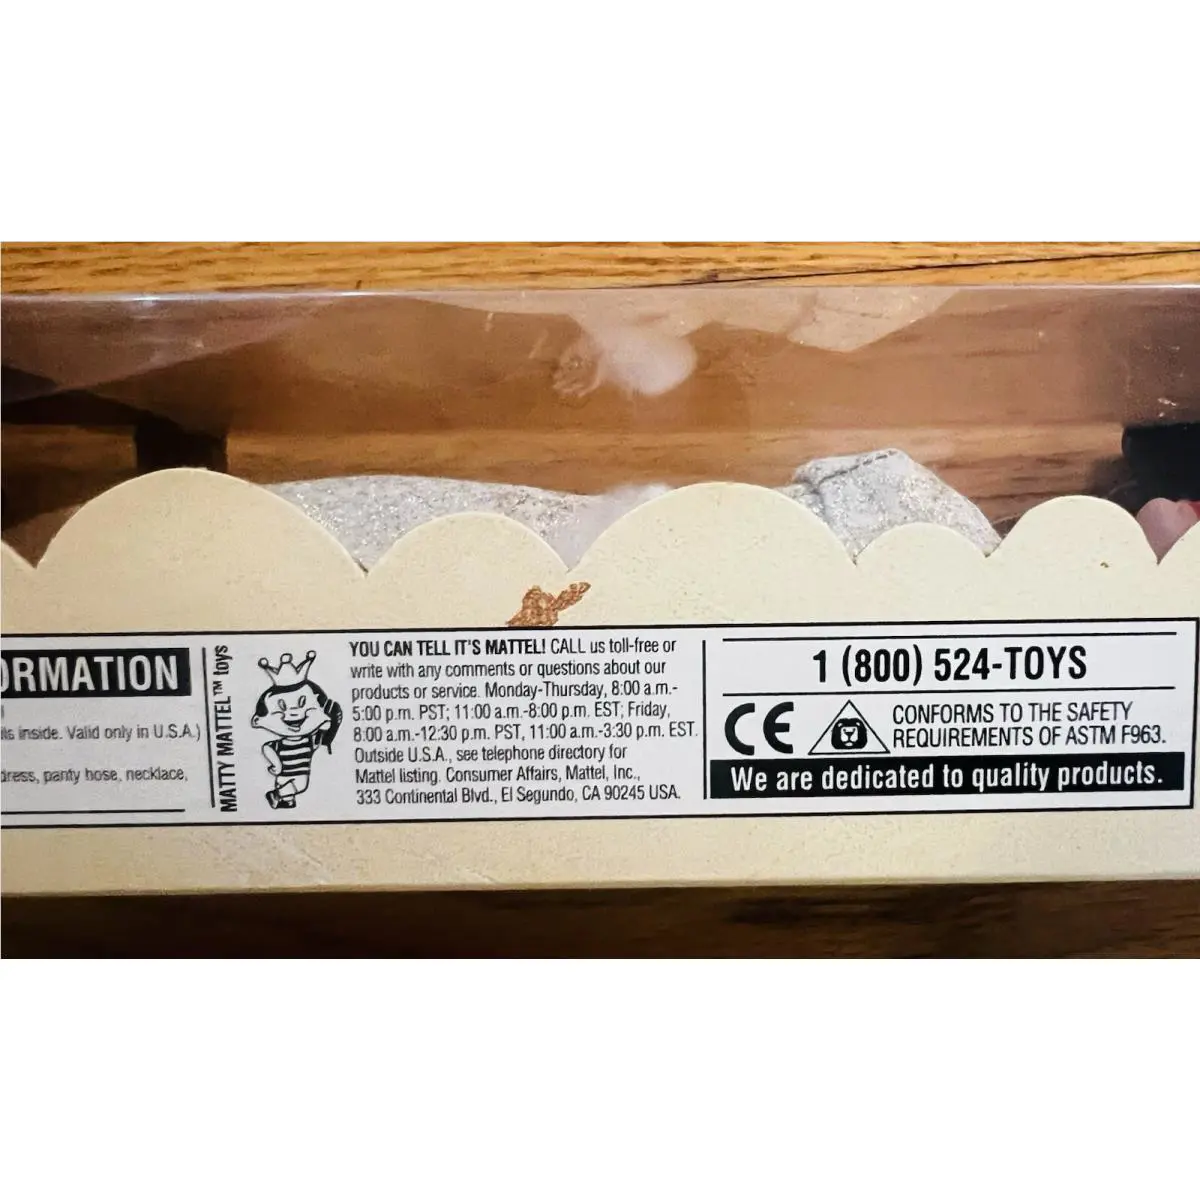 ORMATION
ils inside. Valid only in U.S.A.)
dress, panty hose, necklace,
MATTY MATTEL™ toys
YOU CAN TELL IT'S MATTEL! CALL us toll-free or
write with any comments or questions about our
products or service. Monday-Thursday, 8:00 a.m.-
5:00 p.m. PST; 11:00 a.m.-8:00 p.m. EST; Friday,
8:00 a.m.-12:30 p.m. PST, 11:00 a.m.-3:30 p.m. EST.
Outside U.S.A., see telephone directory for
Mattel listing. Consumer Affairs, Mattel, Inc.,
333 Continental Blvd., El Segundo, CA 90245 USA.
1 (800) 524-TOYS
CE
CONFORMS TO THE SAFETY
REQUIREMENTS OF ASTM F963.
We are dedicated to quality products.